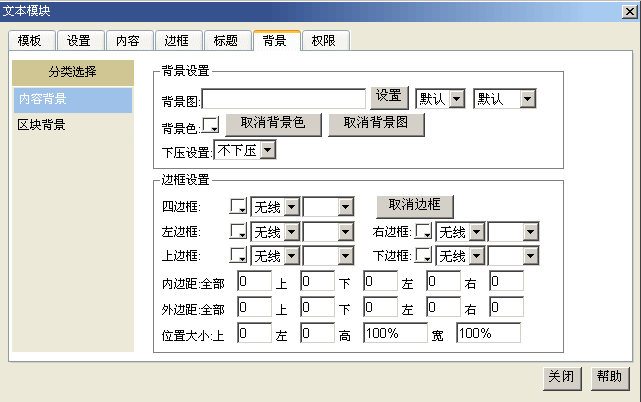 文本模块
模板 设置 内容 边框 标题 背景 权限
分类选择
内容背景
区块背景
背景设置
背景图: 设置 默认 默认
背景色: 取消背景色 取消背景图
下压设置: 不下压
边框设置
四边框: 无线 取消边框
左边框: 无线 右边框: 无线
上边框: 无线 下边框: 无线
内边距:全部 0 上 0 下 0 左 0 右 0
外边距:全部 0 上 0 下 0 左 0 右 0
位置大小:上 0 左 0 高 100% 宽 100%
关闭 帮助